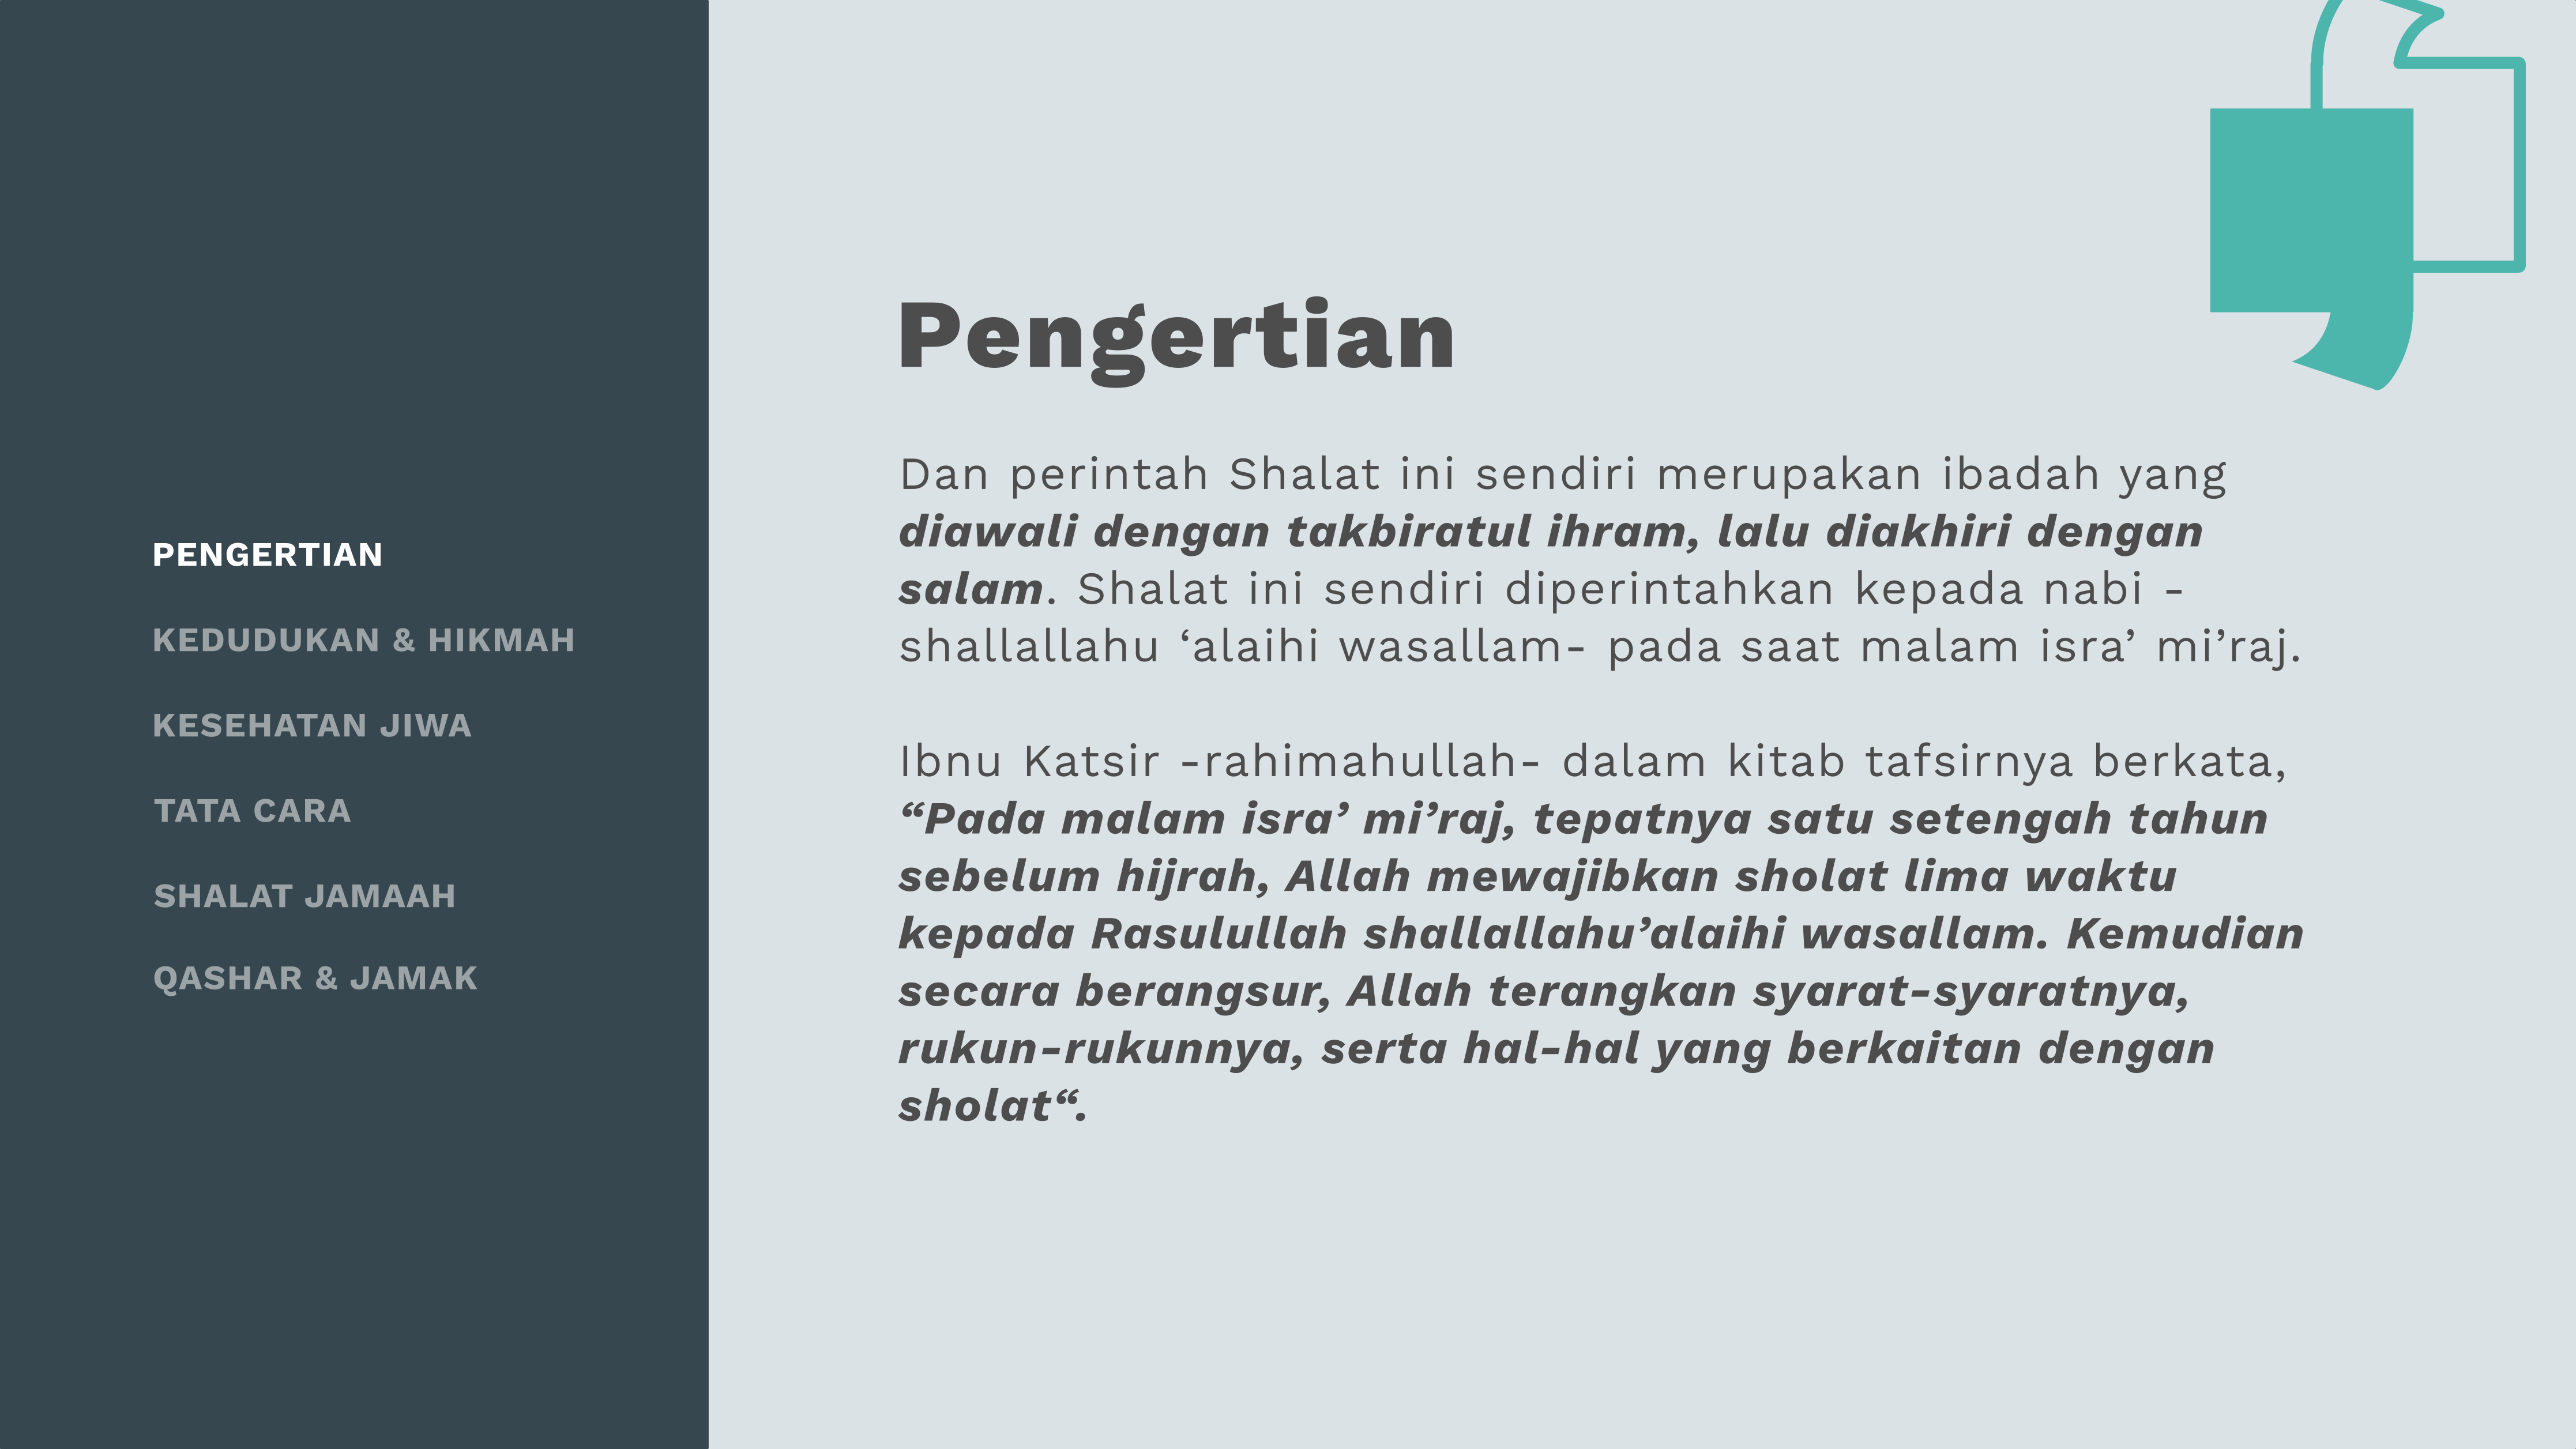 PENGERTIAN
KEDUDUKAN & HIKMAH
KESEHATAN JIWA
TATA CARA
SHALAT JAMAAH
QASHAR & JAMAK
Pengertian
Dan perintah Shalat ini sendiri merupakan ibadah yang
diawali dengan takbiratul ihram, lalu diakhiri dengan
salam. Shalat ini sendiri diperintahkan kepada nabi -
shallallahu ‘alaihi wasallam- pada saat malam isra’ mi’raj.
Ibnu Katsir -rahimahullah- dalam kitab tafsirnya berkata,
“Pada malam isra’ mi’raj, tepatnya satu setengah tahun
sebelum hijrah, Allah mewajibkan sholat lima waktu
kepada Rasulullah shallallahu’alaihi wasallam. Kemudian
secara berangsur, Allah terangkan syarat-syaratnya,
rukun-rukunnya, serta hal-hal yang berkaitan dengan
sholat“.